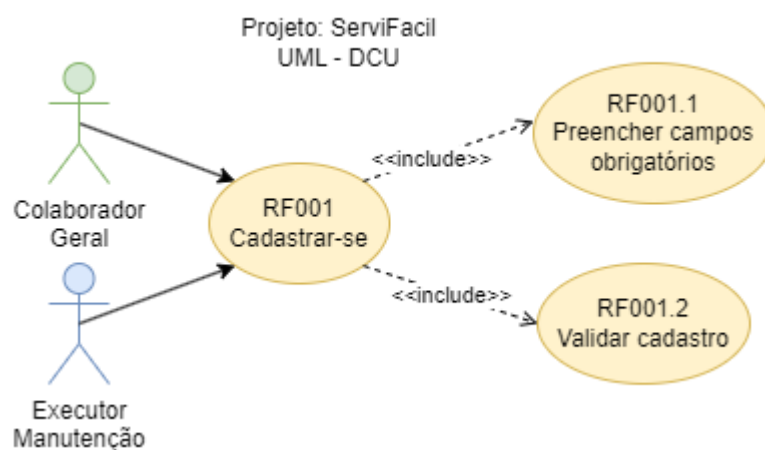 Projeto: ServiFacil
UML - DCU
Colaborador
Geral
RF001
Cadastrar-se
<<include>>
RF001.1
Preencher campos
obrigatórios
<<include>>
RF001.2
Validar cadastro
Executor
Manutenção